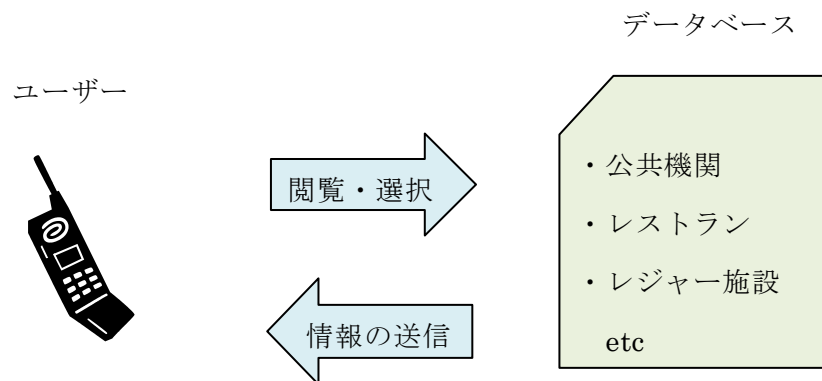 データベース
ユーザー
閲覧・選択
・公共機関
・レストラン
・レジャー施設
etc
情報の送信